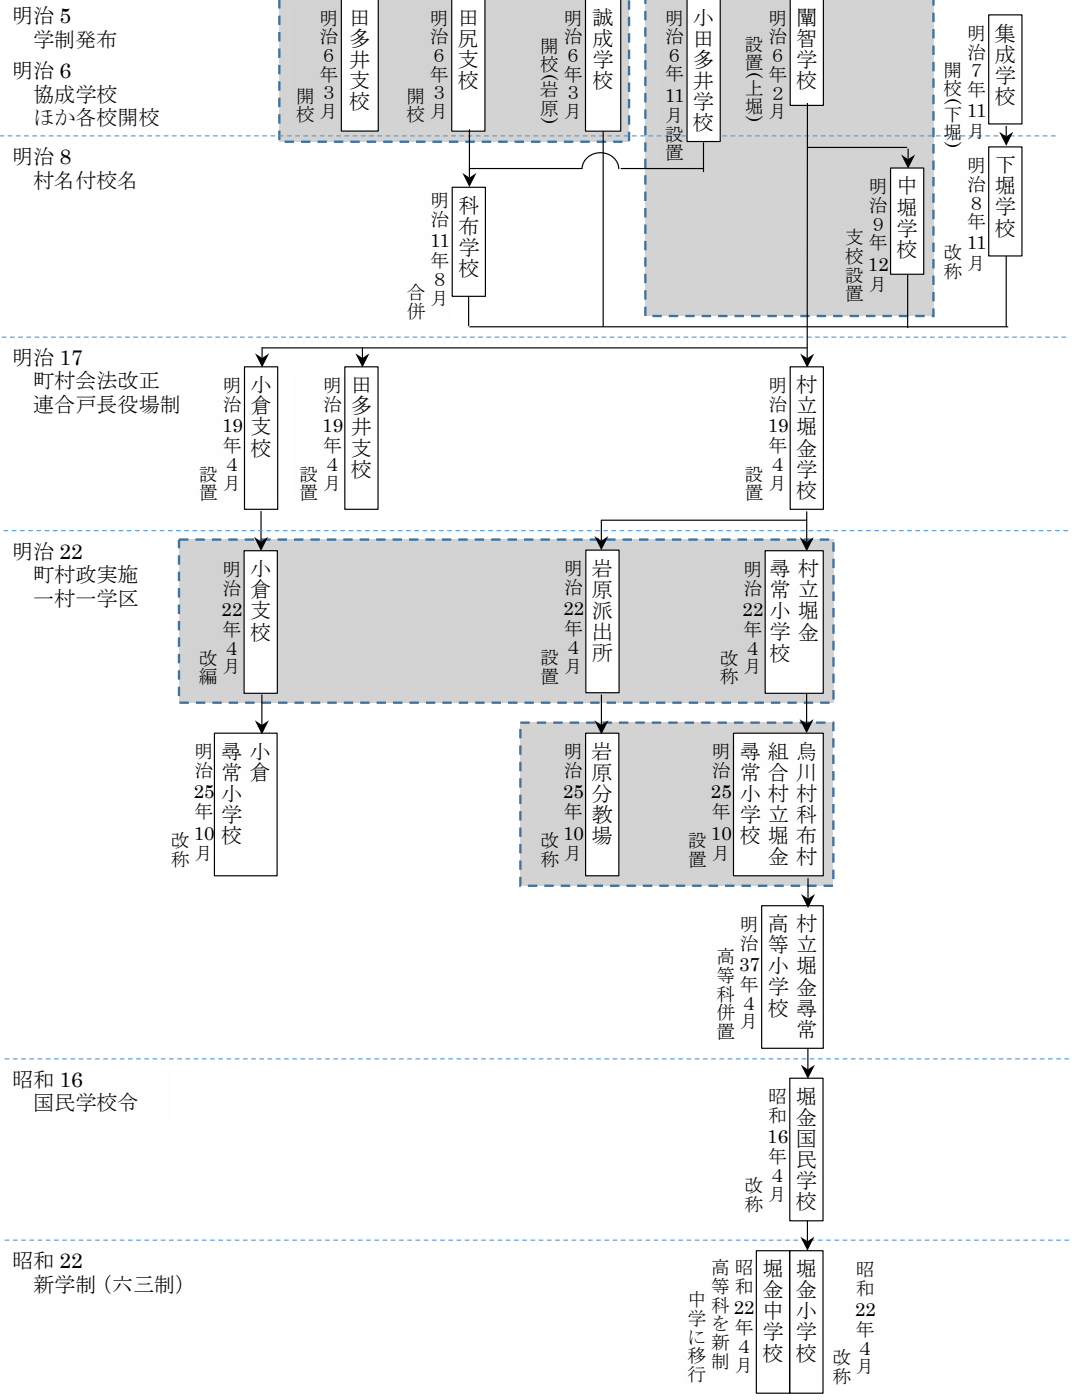 明治 5
学制発布
明治 6
協成学校
ほか各校開校
集成学校
明治7年11月
開校(下堀)
闡智学校
明治6年2月
設置(上堀)
小田多井学校
明治6年11月設置
誠成学校
明治6年3月
開校(岩原)
田尻支校
明治6年3月
開校
田多井支校
明治6年3月
開校
明治 8
村名付校名
下堀学校
明治8年11月
改称
中堀学校
明治9年12月
支校設置
科布学校
明治11年8月
合併
明治 17
町村会法改正
連合戸長役場制
村立堀金学校
明治19年4月
設置
田多井支校
明治19年4月
設置
小倉支校
明治19年4月
設置
明治 22
町村政実施
一村一学区
村立堀金
尋常小学校
明治22年4月
改称
岩原派出所
明治22年4月
設置
小倉支校
明治22年4月
改編
烏川村科布村
組合村立堀金
尋常小学校
明治25年10月
設置
岩原分教場
明治25年10月
改称
小倉
尋常小学校
明治25年10月
改称
村立堀金尋常
高等小学校
明治37年4月
高等科併置
昭和 16
国民学校令
堀金国民学校
昭和16年4月
改称
昭和 22
新学制（六三制）
昭和22年4月
改称
堀金小学校
堀金中学校
昭和22年4月
高等科を新制
中学に移行